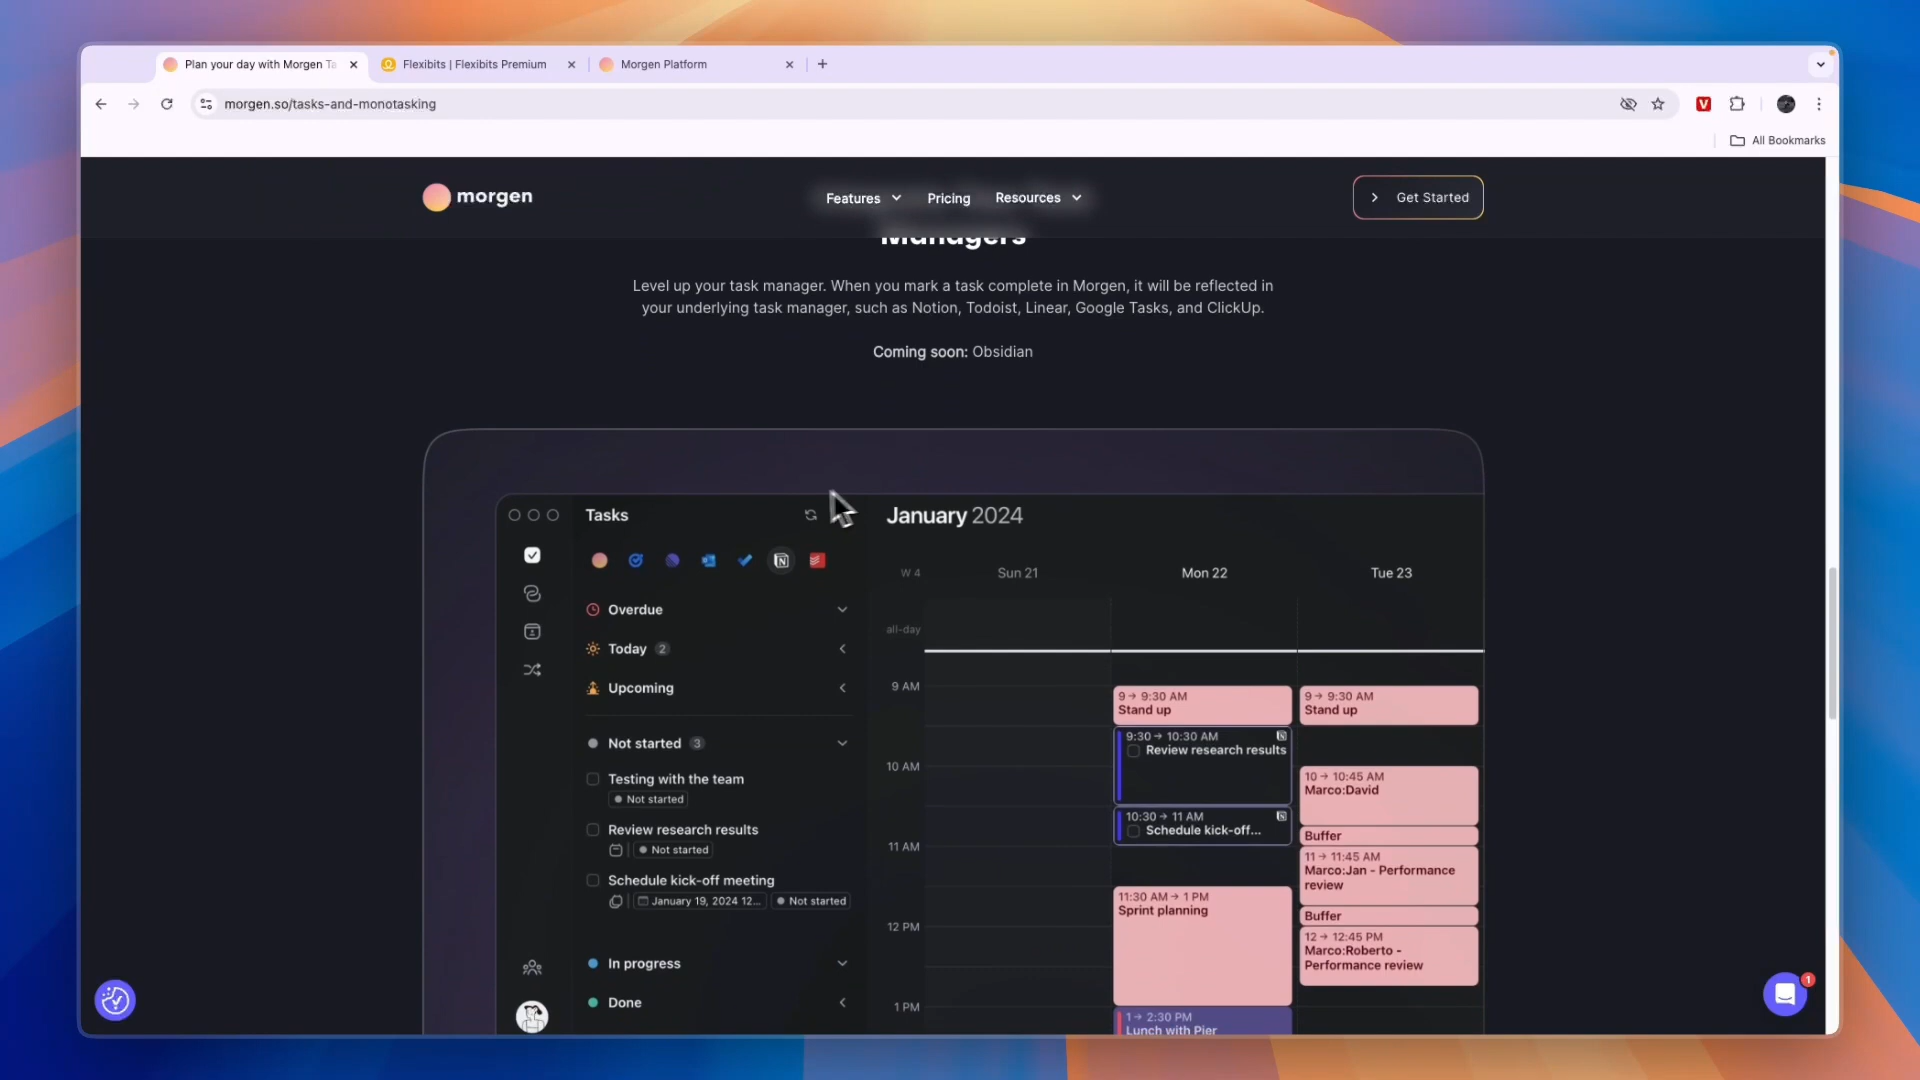 Plan your day with Morgen Ta
Flexibits | Flexibits Premium
Morgen Platform
morgen.so/tasks-and-monotasking
V
All Bookmarks
morgen
Features
Pricing
Resources
Get Started
Managers
Level up your task manager. When you mark a task complete in Morgen, it will be reflected in
your underlying task manager, such as Notion, Todoist, Linear, Google Tasks, and ClickUp.
Coming soon: Obsidian
Tasks
Overdue
Today 2
Upcoming
Not started 3
Testing with the team
Not started
Review research results
Not started
Schedule kick-off meeting
January 19, 2024 12... Not started
In progress
Done
January 2024
W 4 Sun 21 Mon 22 Tue 23
all-day
9 AM
10 AM
11 AM
12 PM
1 PM
9 → 9:30 AM
Stand up
9:30 → 10:30 AM
Review research results
10:30 → 11 AM
Schedule kick-off...
11:30 AM → 1 PM
Sprint planning
1 → 2:30 PM
Lunch with Pier
9 → 9:30 AM
Stand up
10 → 10:45 AM
Marco:David
Buffer
11 → 11:45 AM
Marco:Jan - Performance
review
Buffer
12 → 12:45 PM
Marco:Roberto -
Performance review
1